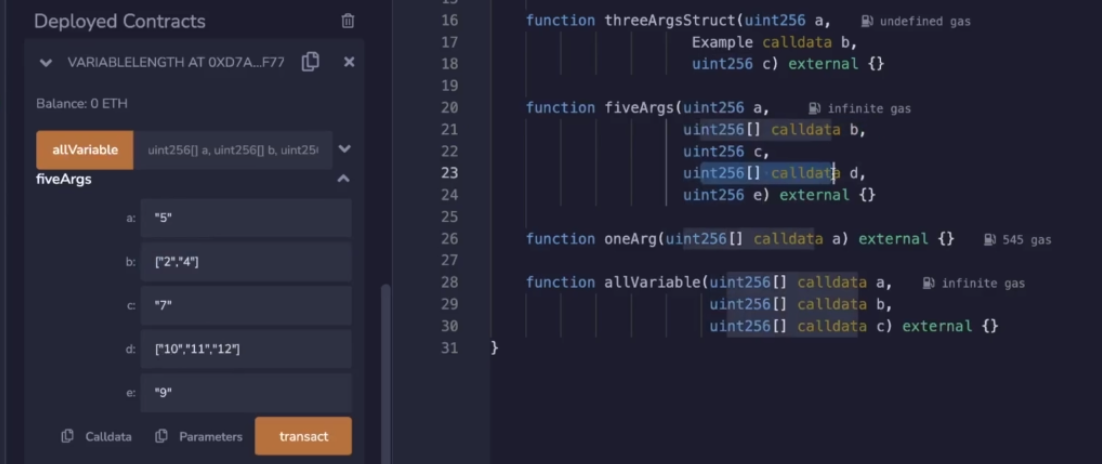 Deployed Contracts
VARIABLELENGTH AT 0XD7A...F77
Balance: 0 ETH
allVariable uint256[] a, uint256[] b, uint25
fiveArgs
a: "5"
b: ["2","4"]
c: "7"
d: ["10","11","12"]
e: "9"
Calldata Parameters transact
16 function threeArgsStruct(uint256 a, undefined gas
17 Example calldata b,
18 uint256 c) external {}
19
20 function fiveArgs(uint256 a, infinite gas
21 uint256[] calldata b,
22 uint256 c,
23 uint256[] calldata d,
24 uint256 e) external {}
25
26 function oneArg(uint256[] calldata a) external {} 545 gas
27
28 function allVariable(uint256[] calldata a, infinite gas
29 uint256[] calldata b,
30 uint256[] calldata c) external {}
31 }